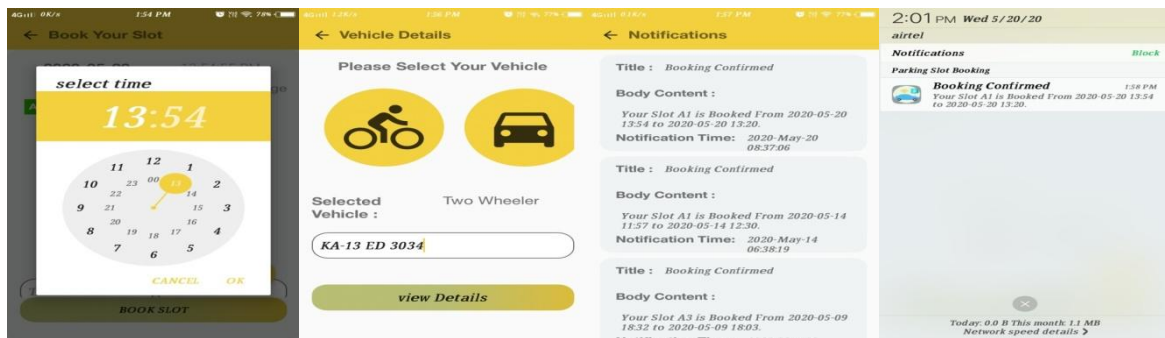 4G 0K/s 1:54 PM 78%
← Book Your Slot
select time
13:54
12
11 1
00
23 13
10 2
22 14
9 21 15 3
20 16
8 19 18 17 4
7 5
6
CANCEL OK
BOOK SLOT
1:56 PM 77%
← Vehicle Details
Please Select Your Vehicle
Selected Vehicle :
Two Wheeler
KA-13 ED 3034
view Details
1:57 PM 77%
← Notifications
Title : Booking Confirmed
Body Content :
Your Slot A1 is Booked From 2020-05-20
13:54 to 2020-05-20 13:20.
Notification Time: 2020-May-20
08:37:06
Title : Booking Confirmed
Body Content :
Your Slot A1 is Booked From 2020-05-14
11:57 to 2020-05-14 12:30.
Notification Time: 2020-May-14
06:38:19
Title : Booking Confirmed
Body Content :
Your Slot A3 is Booked From 2020-05-09
18:32 to 2020-05-09 18:03.
2:01 PM Wed 5/20/20
airtel
Notifications Block
Parking Slot Booking
Booking Confirmed 1:58 PM
Your Slot A1 is Booked From 2020-05-20 13:54
to 2020-05-20 13:20.
Today: 0.0 B This month: 1.1 MB
Network speed details >